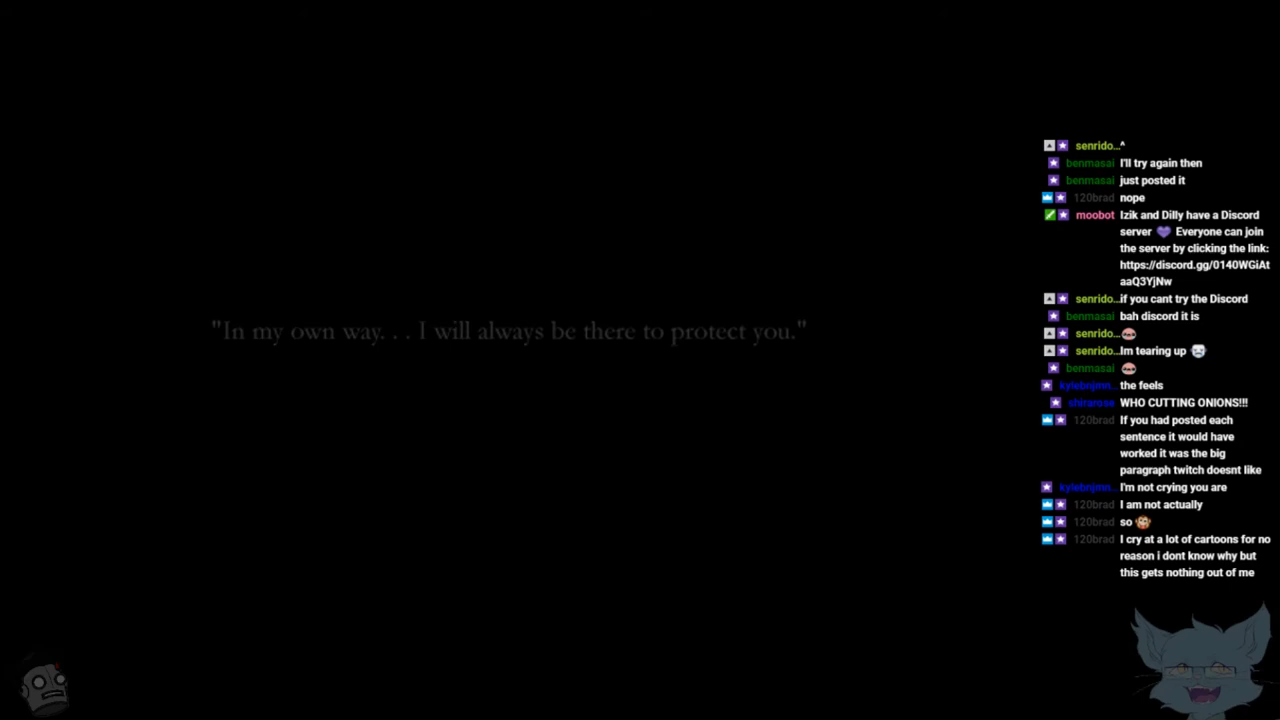 "In my own way. . . I will always be there to protect you."
senrido...^
benmasai I'll try again then
benmasai just posted it
120brad nope
moobot Izik and Dilly have a Discord
server 💜 Everyone can join
the server by clicking the link:
https://discord.gg/0140WGiAt
aaQ3YjNw
senrido...if you cant try the Discord
benmasai bah discord it is
senrido...
senrido...Im tearing up
benmasai
kylebnjmn... the feels
shirarose WHO CUTTING ONIONS!!!
120brad If you had posted each
sentence it would have
worked it was the big
paragraph twitch doesnt like
kylebnjmn... I'm not crying you are
120brad I am not actually
120brad so
120brad I cry at a lot of cartoons for no
reason i dont know why but
this gets nothing out of me